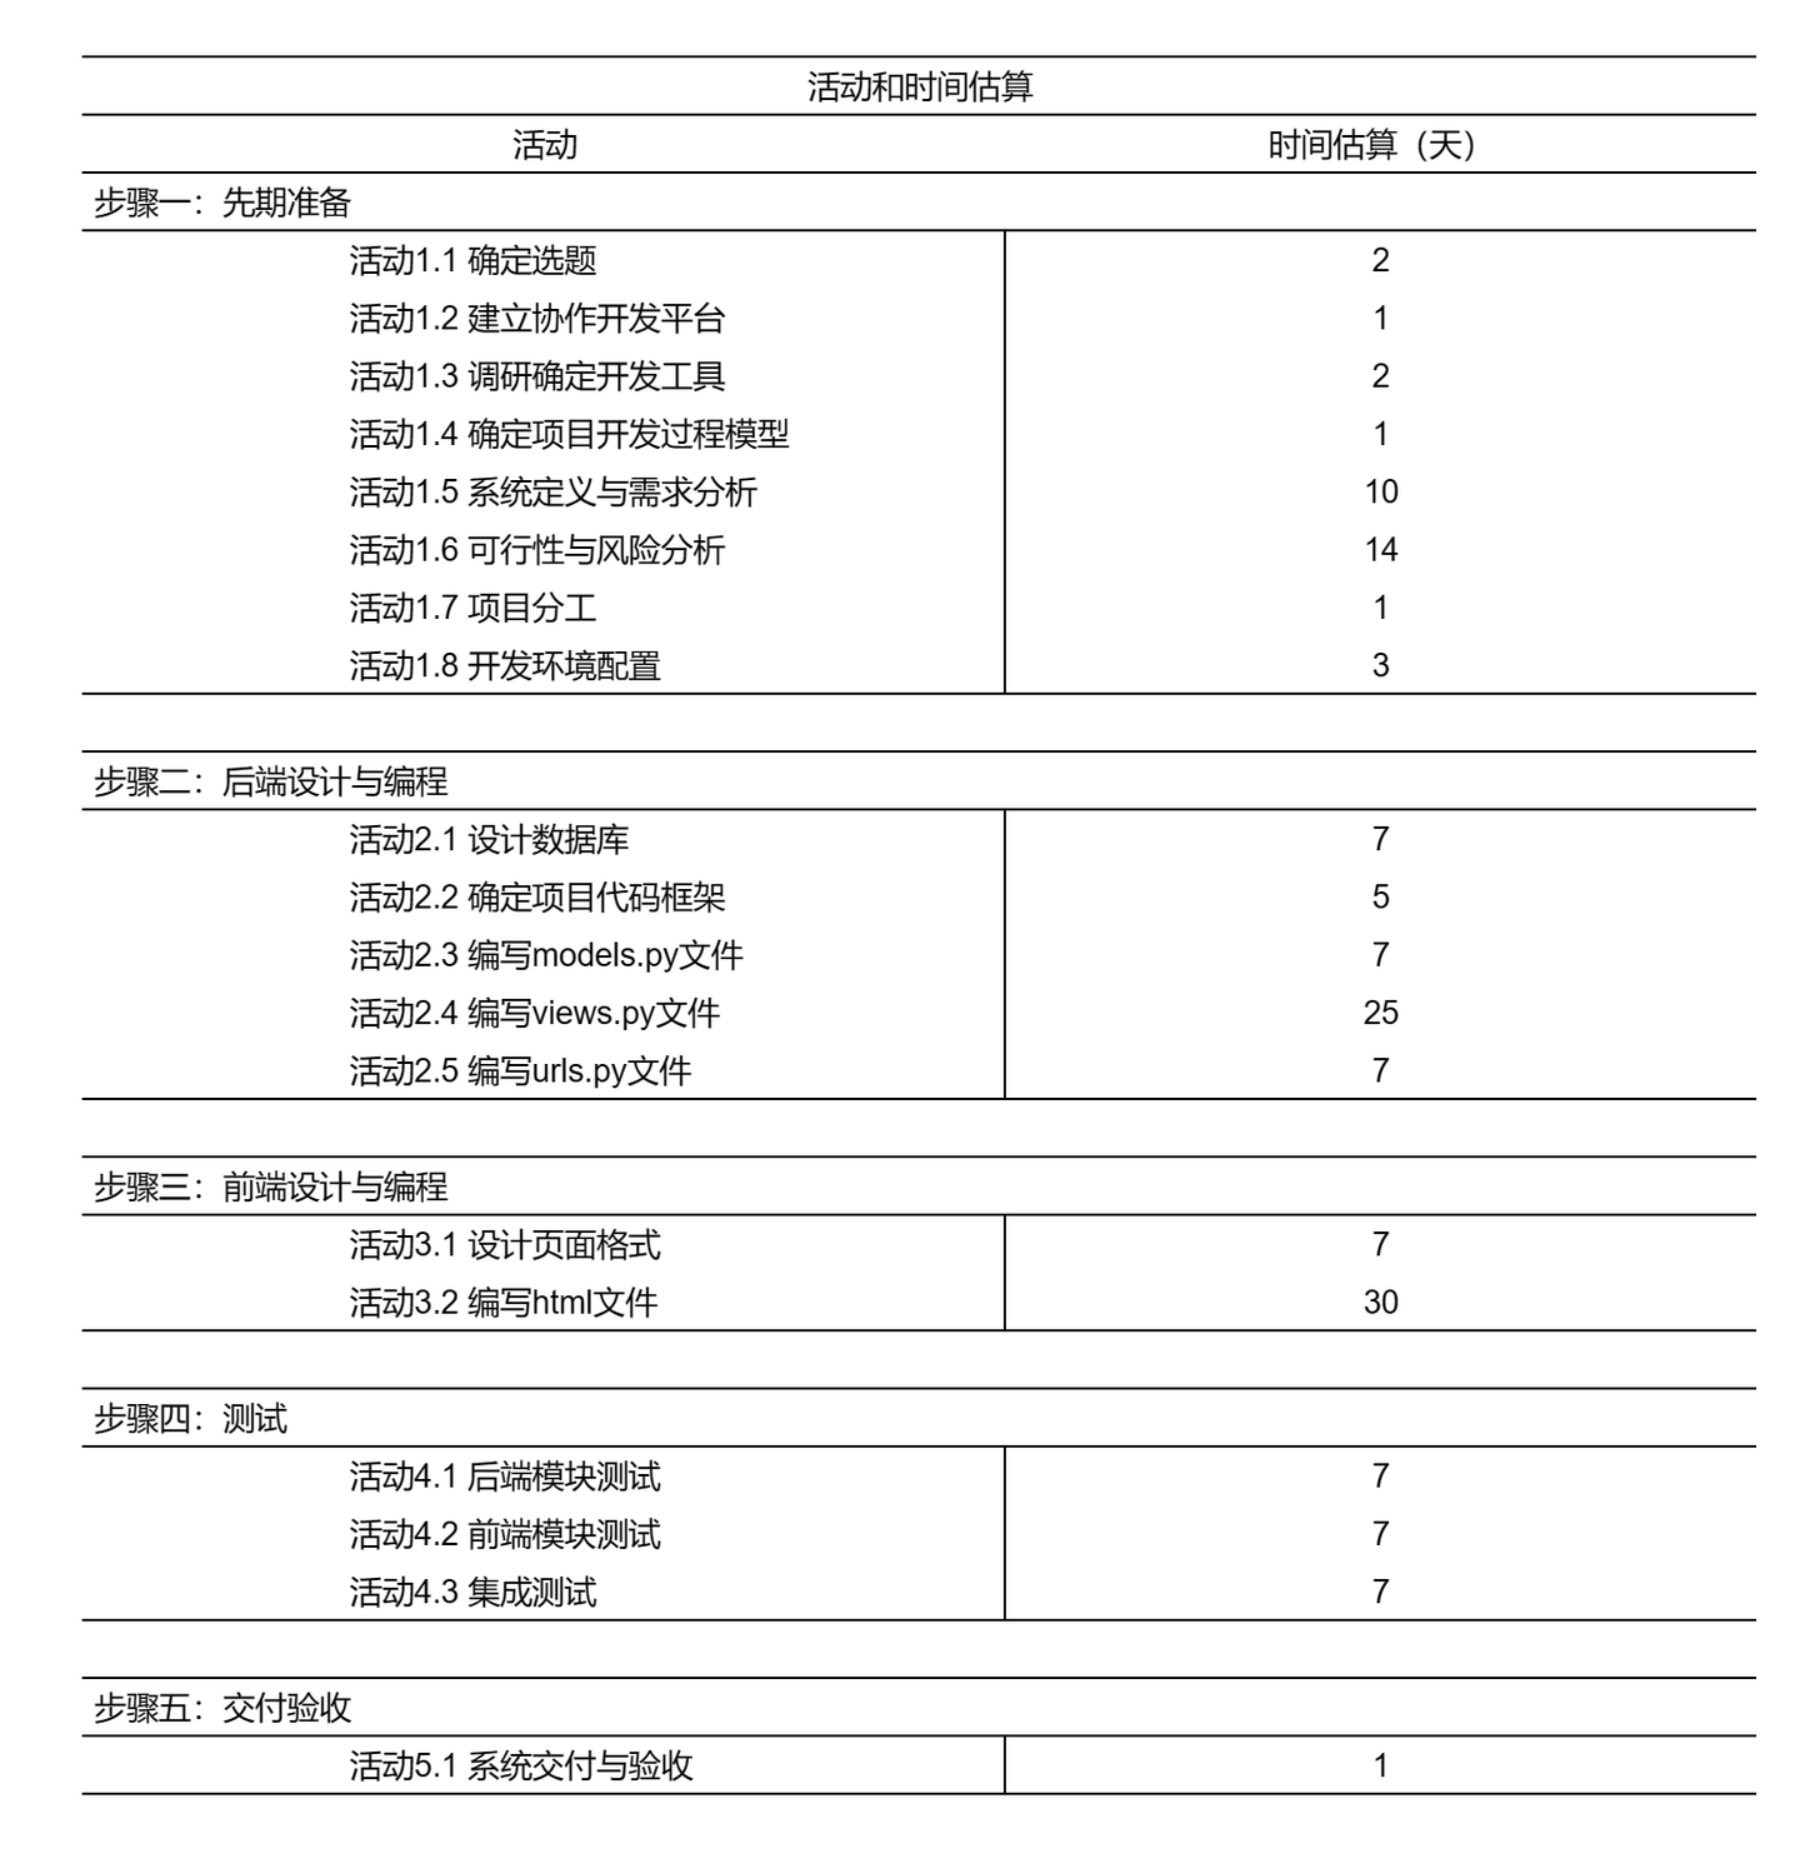 活动和时间估算
活动 时间估算（天）
步骤一：先期准备
活动1.1 确定选题 2
活动1.2 建立协作开发平台 1
活动1.3 调研确定开发工具 2
活动1.4 确定项目开发过程模型 1
活动1.5 系统定义与需求分析 10
活动1.6 可行性与风险分析 14
活动1.7 项目分工 1
活动1.8 开发环境配置 3
步骤二：后端设计与编程
活动2.1 设计数据库 7
活动2.2 确定项目代码框架 5
活动2.3 编写models.py文件 7
活动2.4 编写views.py文件 25
活动2.5 编写urls.py文件 7
步骤三：前端设计与编程
活动3.1 设计页面格式 7
活动3.2 编写html文件 30
步骤四：测试
活动4.1 后端模块测试 7
活动4.2 前端模块测试 7
活动4.3 集成测试 7
步骤五：交付验收
活动5.1 系统交付与验收 1